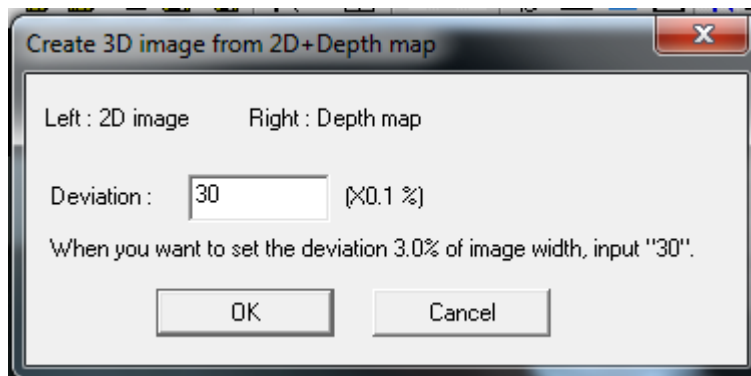 Create 3D image from 2D+Depth map
Left : 2D image Right : Depth map
Deviation : 30 (X0.1 %)
When you want to set the deviation 3.0% of image width, input "30".
OK Cancel